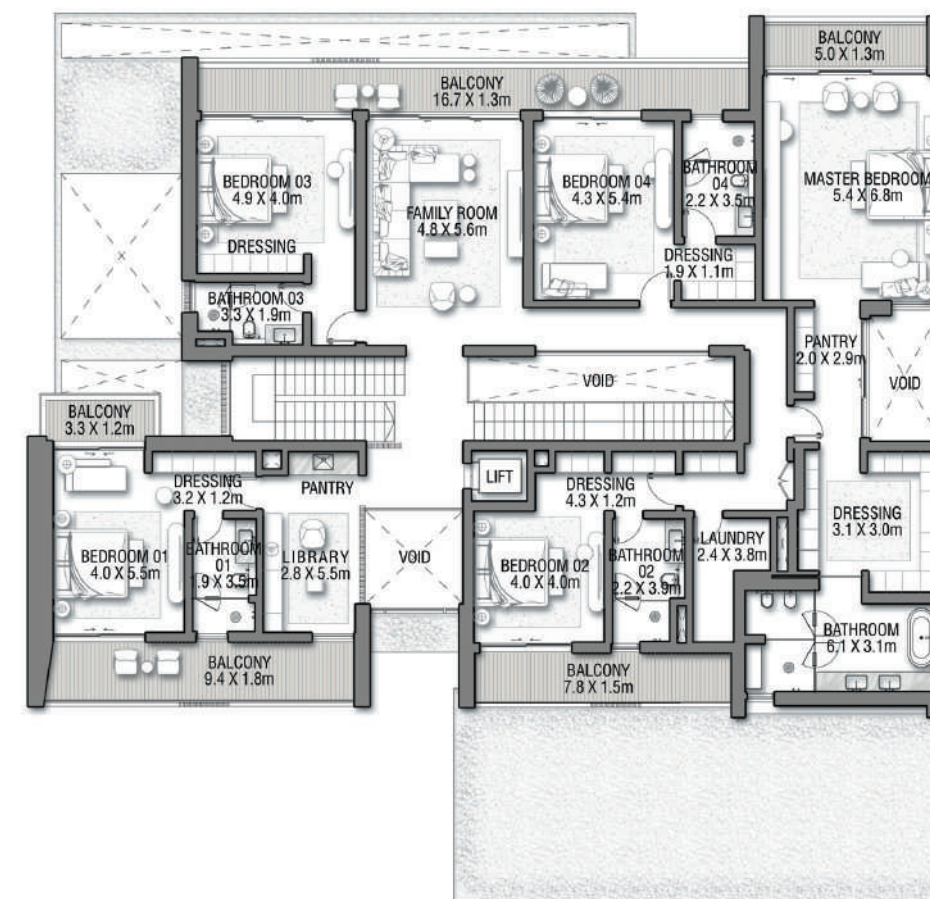 BALCONY
5.0 X 1.3m
BALCONY
16.7 X 1.3m
BEDROOM 03
4.9 X 4.0m
DRESSING
FAMILY ROOM
4.8 X 5.6m
BEDROOM 04
4.3 X 5.4m
BATHROOM
04
2.2 X 3.5m
MASTER BEDROOM
5.4 X 6.8m
DRESSING
1.9 X 1.1m
BATHROOM 03
3.3 X 1.9m
PANTRY
2.0 X 2.9m
VOID
VOID
BALCONY
3.3 X 1.2m
DRESSING
3.2 X 1.2m
PANTRY
LIFT
DRESSING
4.3 X 1.2m
DRESSING
3.1 X 3.0m
BEDROOM 01
4.0 X 5.5m
BATHROOM
01
1.9 X 3.5m
LIBRARY
2.8 X 5.5m
VOID
BEDROOM 02
4.0 X 4.0m
BATHROOM
02
2.2 X 3.9m
LAUNDRY
2.4 X 3.8m
BATHROOM
6.1 X 3.1m
BALCONY
9.4 X 1.8m
BALCONY
7.8 X 1.5m